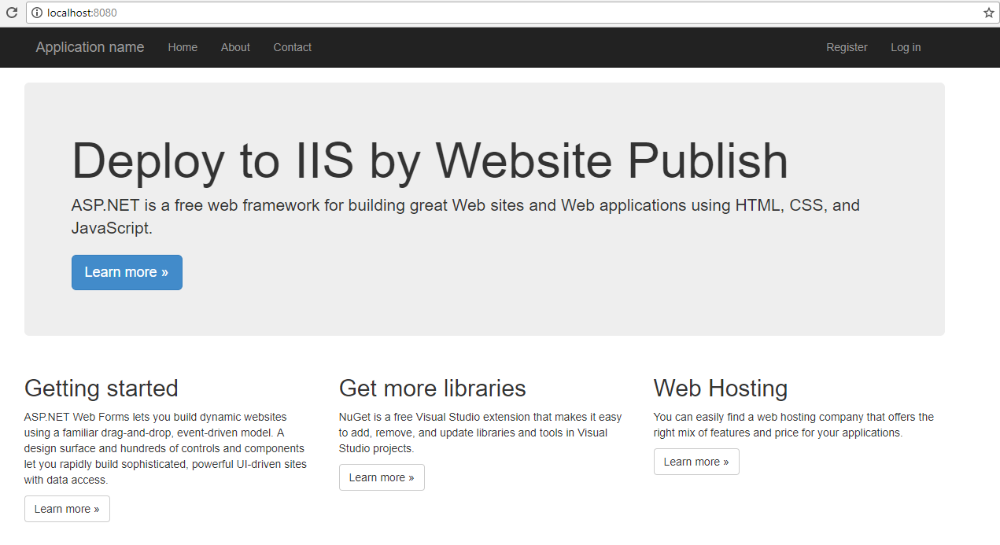 localhost:8080
Application name Home About Contact Register Log in
Deploy to IIS by Website Publish
ASP.NET is a free web framework for building great Web sites and Web applications using HTML, CSS, and
JavaScript.
Learn more »
Getting started
ASP.NET Web Forms lets you build dynamic websites
using a familiar drag-and-drop, event-driven model. A
design surface and hundreds of controls and components
let you rapidly build sophisticated, powerful UI-driven sites
with data access.
Learn more »
Get more libraries
NuGet is a free Visual Studio extension that makes it easy
to add, remove, and update libraries and tools in Visual
Studio projects.
Learn more »
Web Hosting
You can easily find a web hosting company that offers the
right mix of features and price for your applications.
Learn more »